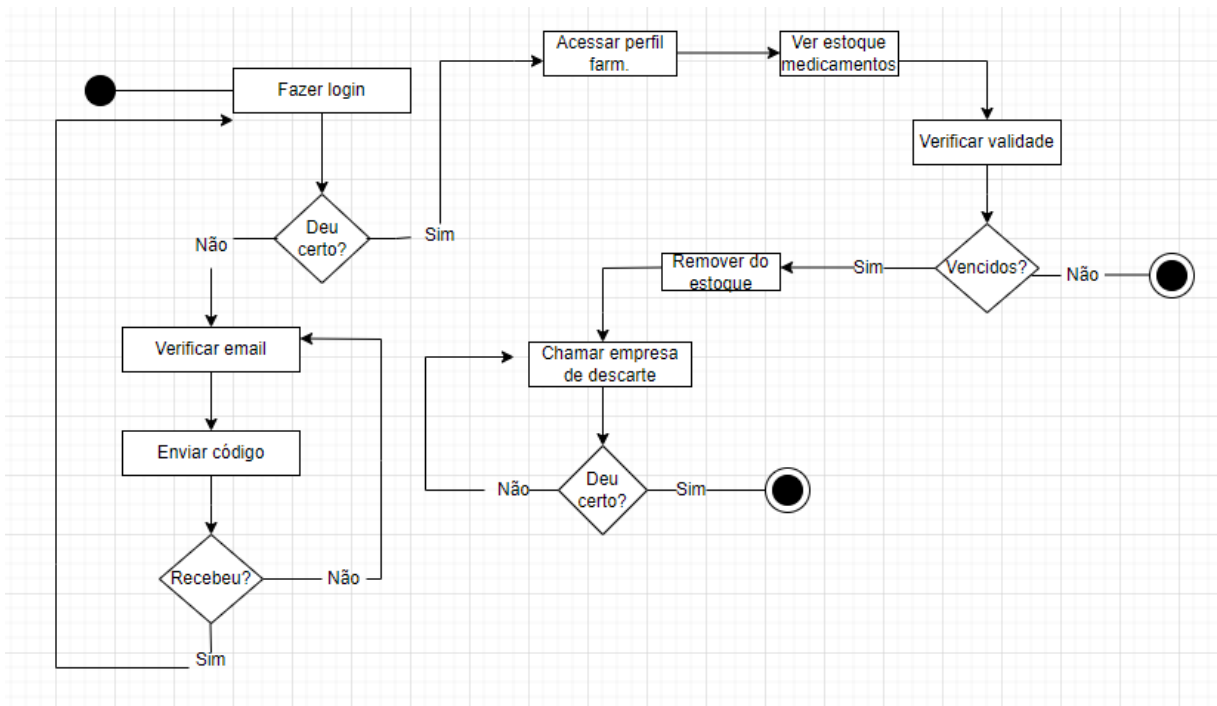 Fazer login
Deu
certo?
Não
Sim
Verificar email
Enviar código
Recebeu?
Não
Sim
Acessar perfil
farm.
Ver estoque
medicamentos
Verificar validade
Vencidos?
Não
Sim
Remover do
estoque
Chamar empresa
de descarte
Deu
certo?
Não
Sim